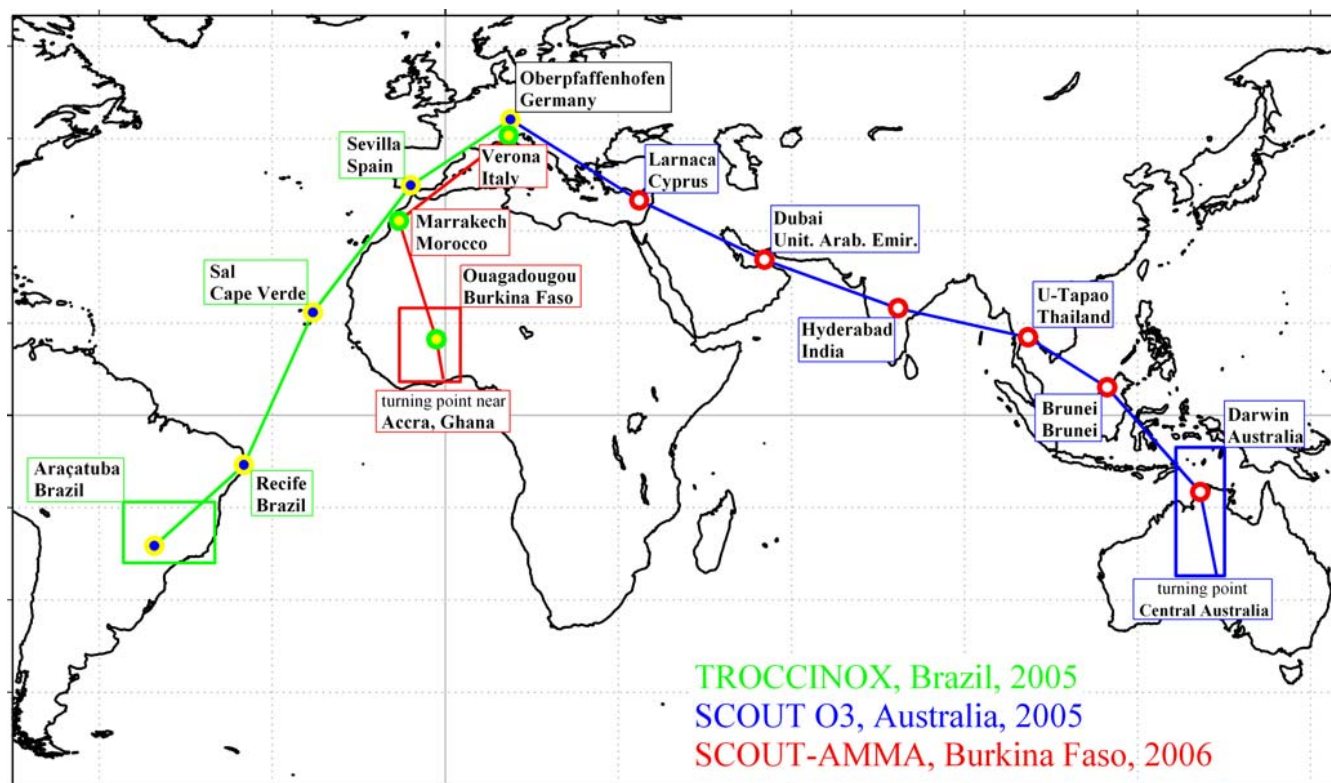 Oberpfaffenhofen
Germany
Sevilla
Spain
Verona
Italy
Larnaca
Cyprus
Marrakech
Morocco
Dubai
Unit. Arab. Emir.
Sal
Cape Verde
Ouagadougou
Burkina Faso
U-Tapao
Thailand
Hyderabad
India
turning point near
Accra, Ghana
Brunei
Brunei
Darwin
Australia
Araçatuba
Brazil
Recife
Brazil
turning point
Central Australia
TROCCINOX, Brazil, 2005
SCOUT O3, Australia, 2005
SCOUT-AMMA, Burkina Faso, 2006